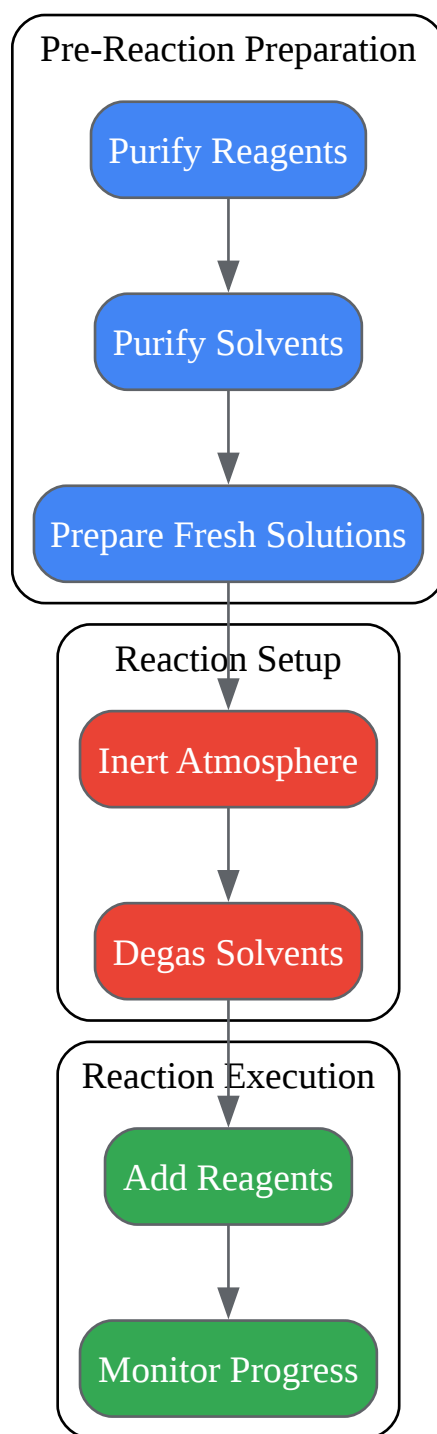 Pre-Reaction Preparation
Purify Reagents
Purify Solvents
Prepare Fresh Solutions
Reaction Setup
Inert Atmosphere
Degas Solvents
Reaction Execution
Add Reagents
Monitor Progress